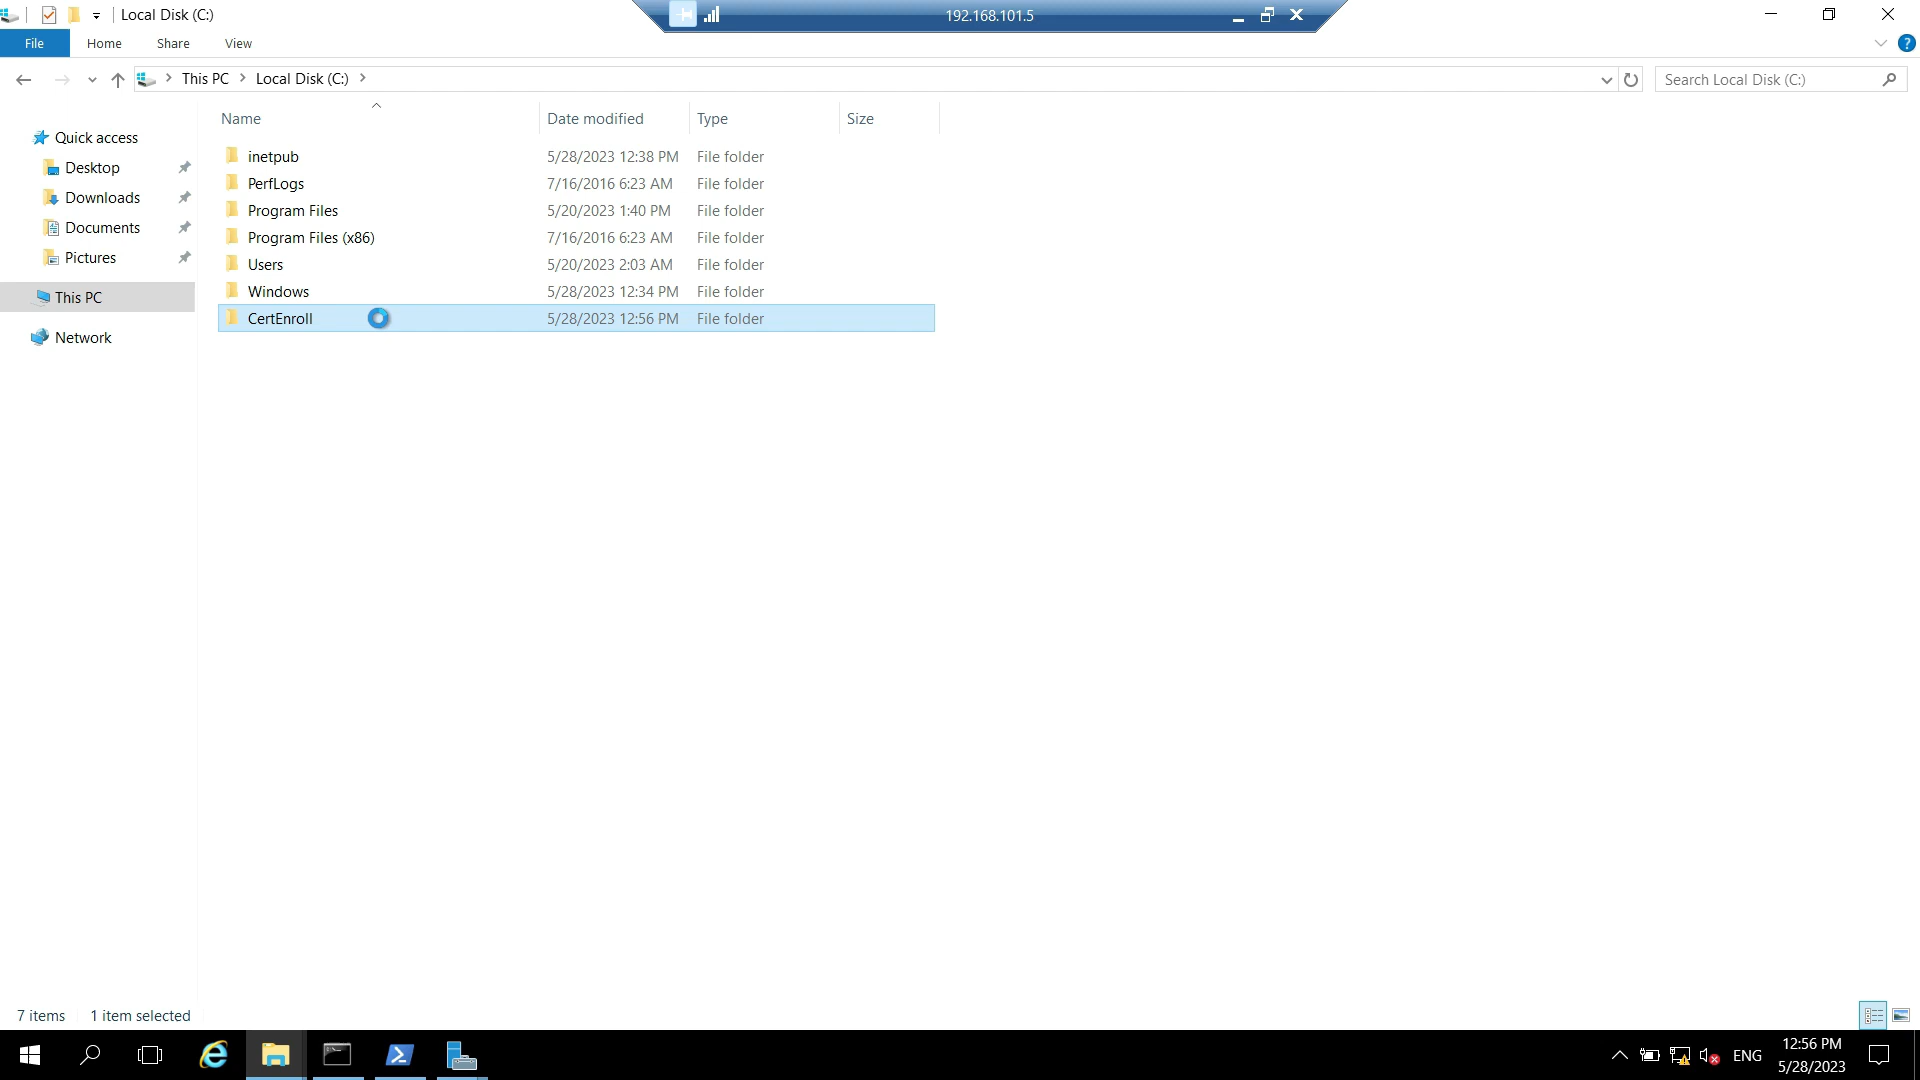 Local Disk (C:)
192.168.101.5
File Home Share View
This PC Local Disk (C:)
Search Local Disk (C:)
Name Date modified Type Size
Quick access
Desktop
Downloads
Documents
Pictures
This PC
Network
inetpub 5/28/2023 12:38 PM File folder
PerfLogs 7/16/2016 6:23 AM File folder
Program Files 5/20/2023 1:40 PM File folder
Program Files (x86) 7/16/2016 6:23 AM File folder
Users 5/20/2023 2:03 AM File folder
Windows 5/28/2023 12:34 PM File folder
CertEnroll 5/28/2023 12:56 PM File folder
7 items 1 item selected
ENG
12:56 PM
5/28/2023